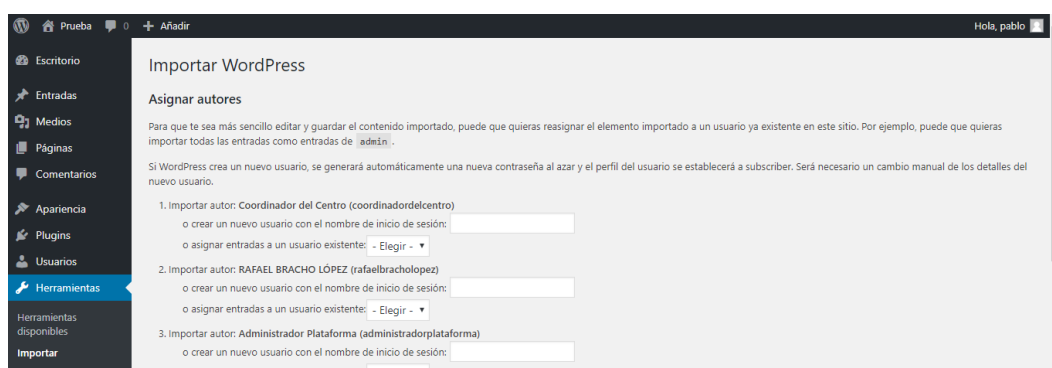 Prueba 0 + Añadir Hola, pablo
Escritorio
Entradas
Medios
Páginas
Comentarios
Apariencia
Plugins
Usuarios
Herramientas
Herramientas
disponibles
Importar
Importar WordPress
Asignar autores
Para que te sea más sencillo editar y guardar el contenido importado, puede que quieras reasignar el elemento importado a un usuario ya existente en este sitio. Por ejemplo, puede que quieras
importar todas las entradas como entradas de admin .
Si WordPress crea un nuevo usuario, se generará automáticamente una nueva contraseña al azar y el perfil del usuario se establecerá a subscriber. Será necesario un cambio manual de los detalles del
nuevo usuario.
1. Importar autor: Coordinador del Centro (coordinadordelcentro)
o crear un nuevo usuario con el nombre de inicio de sesión:
o asignar entradas a un usuario existente: - Elegir -
2. Importar autor: RAFAEL BRACHO LÓPEZ (rafaelbracholopez)
o crear un nuevo usuario con el nombre de inicio de sesión:
o asignar entradas a un usuario existente: - Elegir -
3. Importar autor: Administrador Plataforma (administradorplataforma)
o crear un nuevo usuario con el nombre de inicio de sesión: